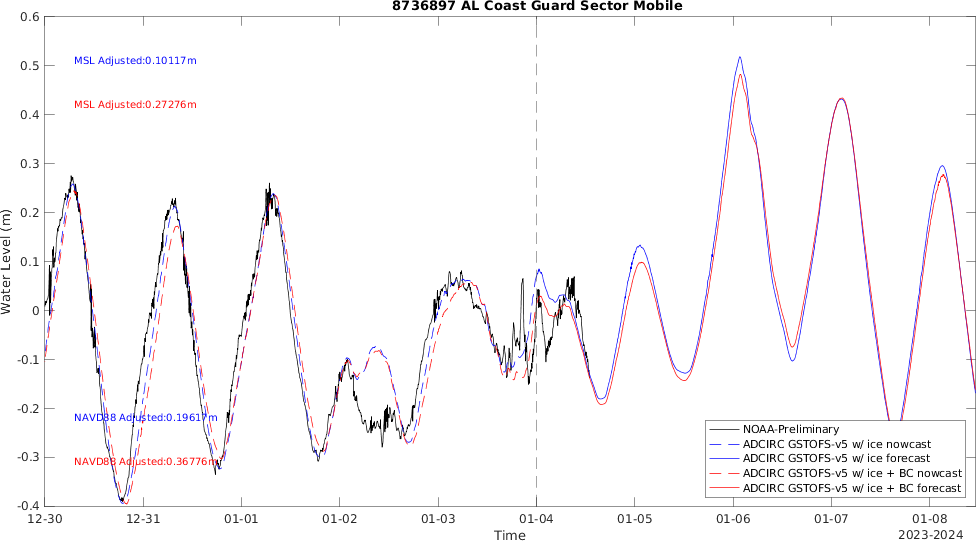 8736897 AL Coast Guard Sector Mobile
0.6
0.5
0.4
0.3
0.2
0.1
0
-0.1
-0.2
-0.3
-0.4
Water Level (m)
MSL Adjusted:0.10117m
MSL Adjusted:0.27276m
NAVD88 Adjusted:0.19617m
NAVD88 Adjusted:0.36776m
NOAA-Preliminary
ADCIRC GSTOFS-v5 w/ ice nowcast
ADCIRC GSTOFS-v5 w/ ice forecast
ADCIRC GSTOFS-v5 w/ ice + BC nowcast
ADCIRC GSTOFS-v5 w/ ice + BC forecast
12-30 12-31 01-01 01-02 01-03 01-04 01-05 01-06 01-07 01-08
Time
2023-2024